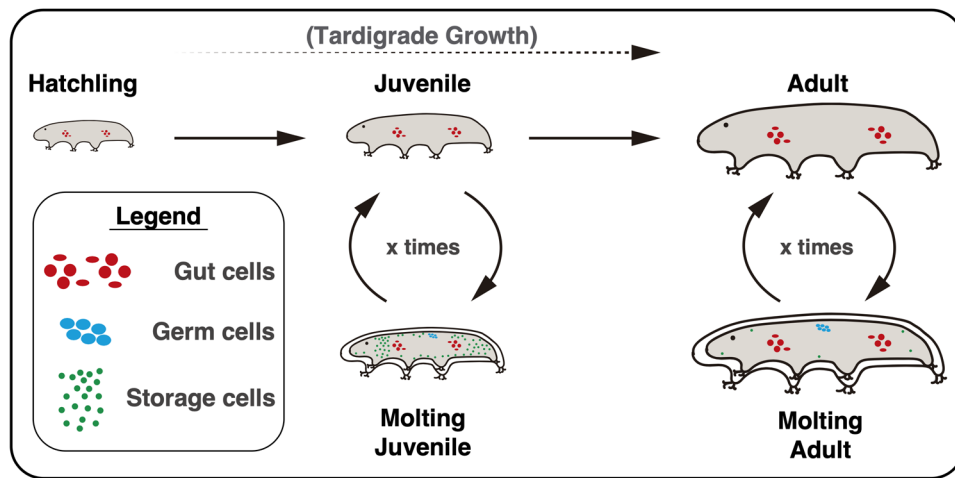 (Tardigrade Growth)
Hatchling
Juvenile
Adult
Legend
Gut cells
Germ cells
Storage cells
x times
x times
Molting
Juvenile
Molting
Adult